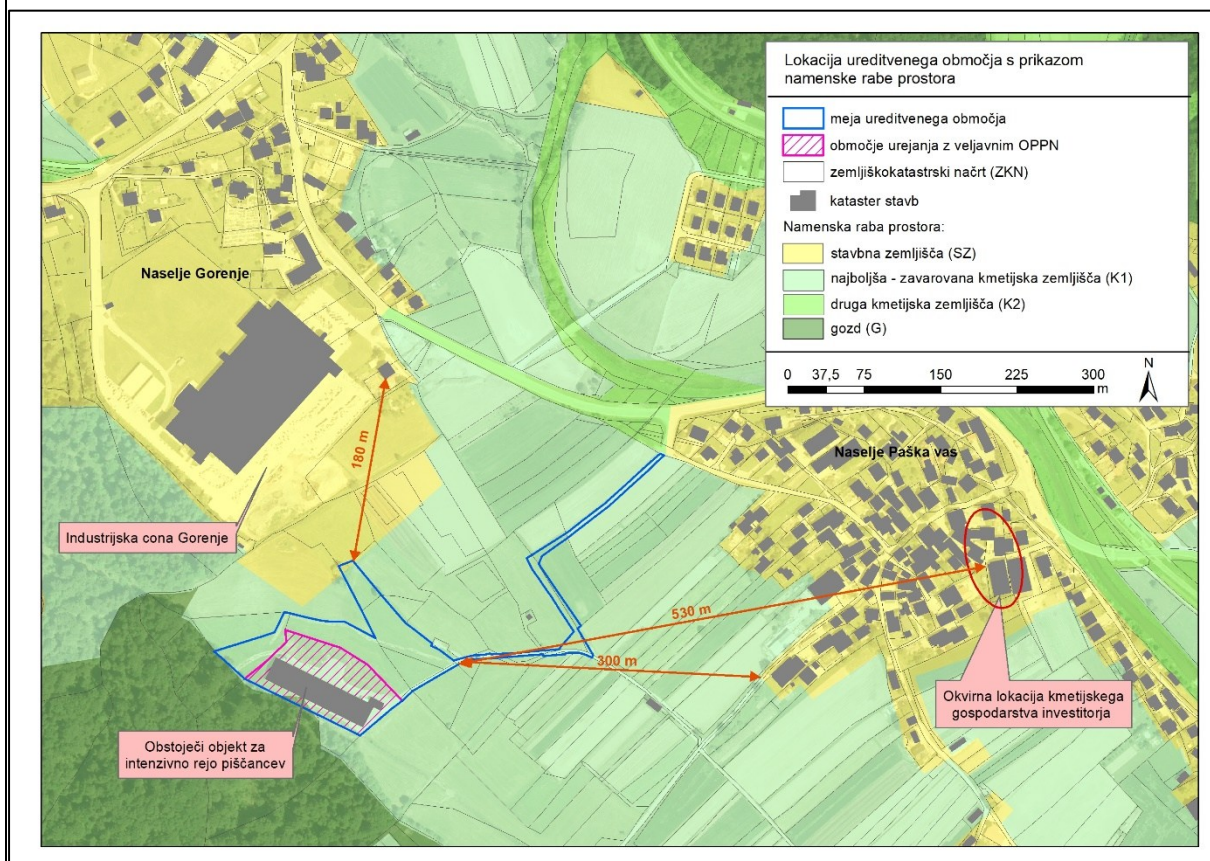 Lokacija ureditvenega območja s prikazom
namenske rabe prostora
meja ureditvenega območja
območje urejanja z veljavnim OPPN
zemljiškokatastrski načrt (ZKN)
kataster stavb
Namenska raba prostora:
stavbna zemljišča (SZ)
najboljša - zavarovana kmetijska zemljišča (K1)
druga kmetijska zemljišča (K2)
gozd (G)
0 37,5 75 150 225 300
m
N
Naselje Gorenje
180 m
Industrijska cona Gorenje
Naselje Paška vas
530 m
300 m
Okvirna lokacija kmetijskega
gospodarstva investitorja
Obstoječi objekt za
intenzivno rejo piščancev